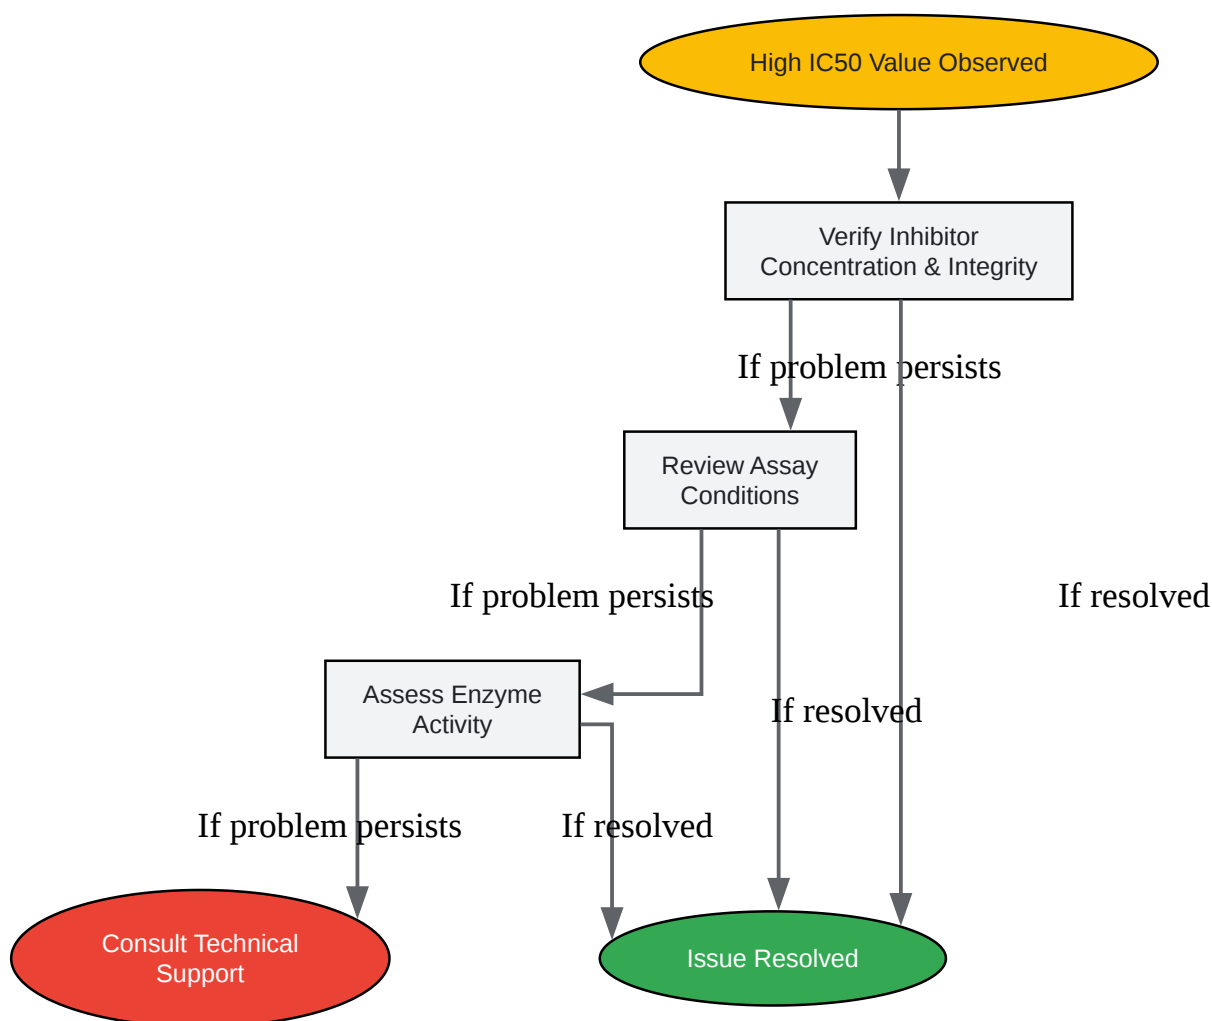 High IC50 Value Observed
Verify Inhibitor
Concentration & Integrity
If problem persists
Review Assay
Conditions
If problem persists
If resolved
Assess Enzyme
Activity
If resolved
If problem persists
If resolved
Consult Technical
Support
Issue Resolved